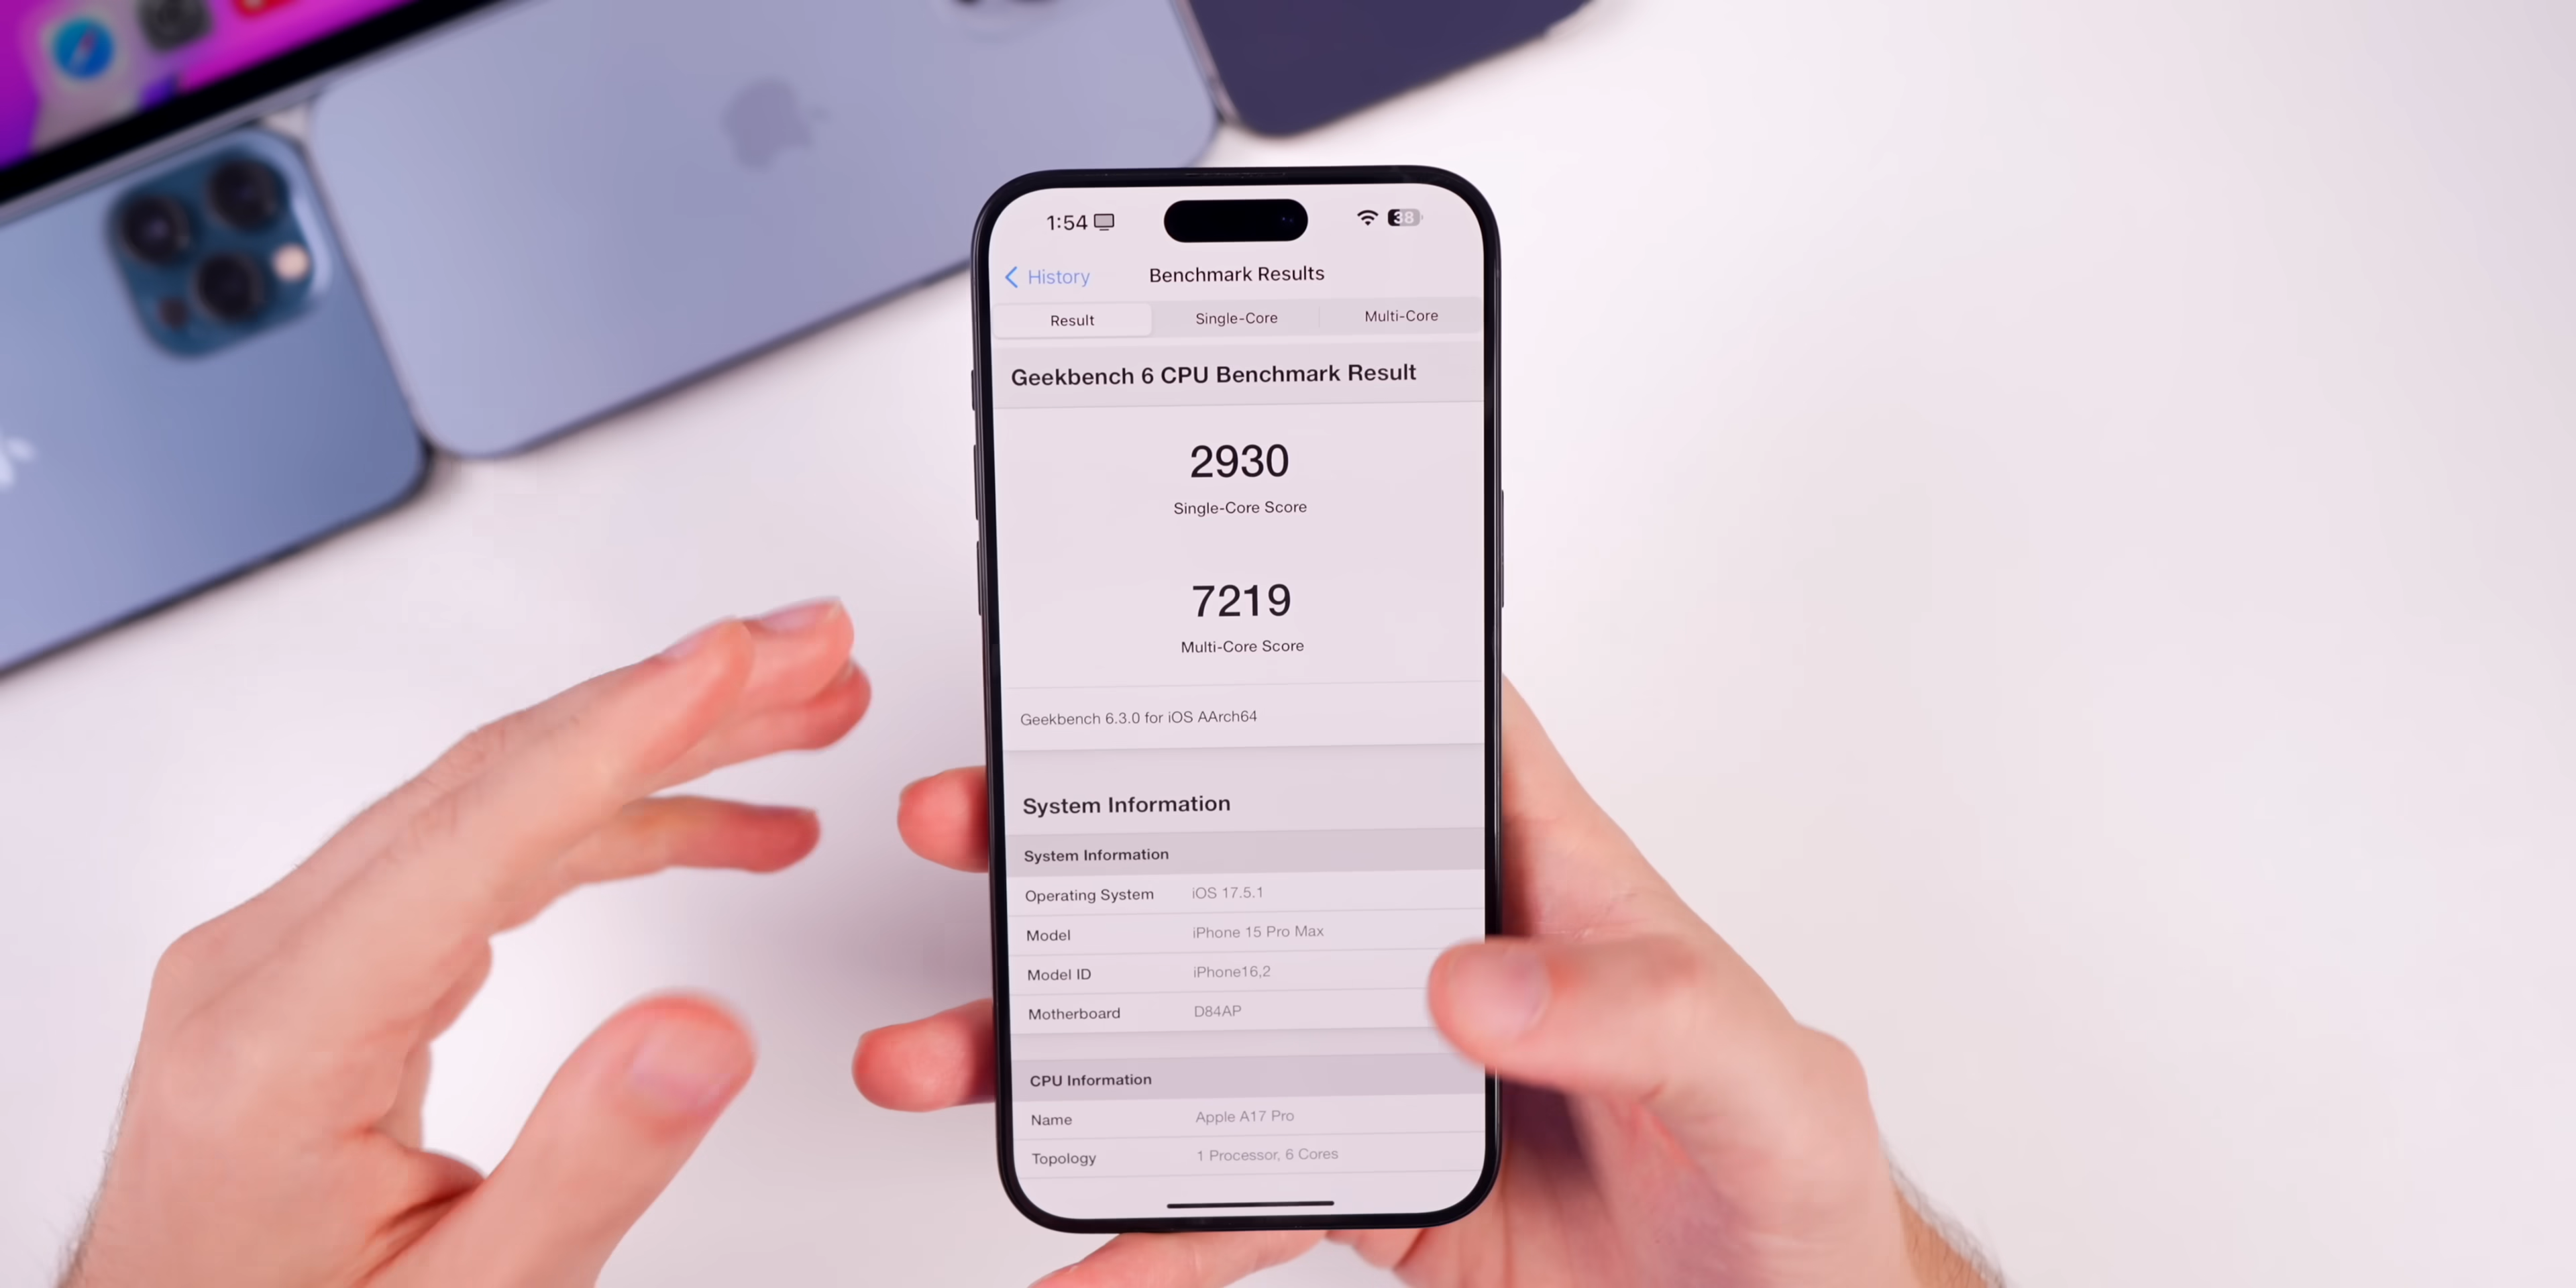 1:54
38
History
Benchmark Results
Result
Single-Core
Multi-Core
Geekbench 6 CPU Benchmark Result
2930
Single-Core Score
7219
Multi-Core Score
Geekbench 6.3.0 for iOS AArch64
System Information
System Information
Operating System iOS 17.5.1
Model iPhone 15 Pro Max
Model ID iPhone16,2
Motherboard D84AP
CPU Information
Name Apple A17 Pro
Topology 1 Processor, 6 Cores